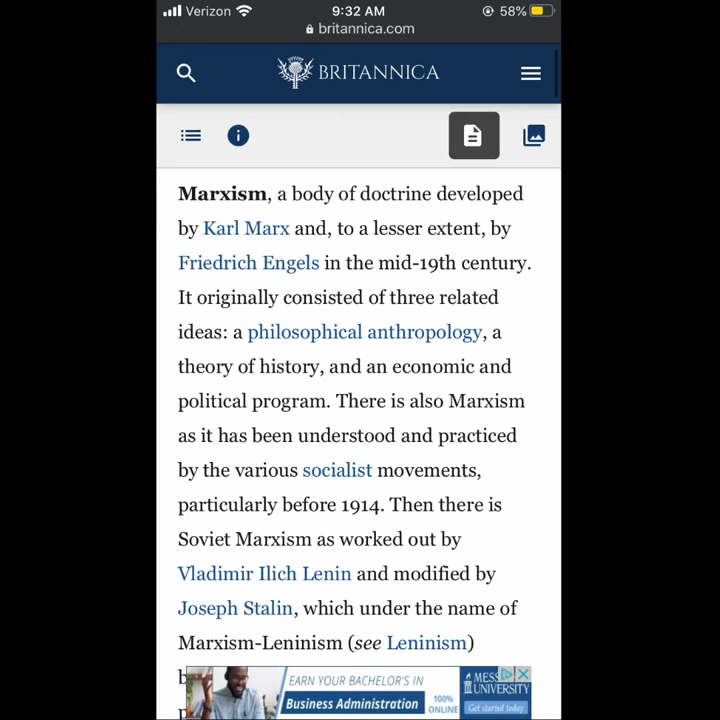 Verizon 9:32 AM 58%
britannica.com
BRITANNICA
Marxism, a body of doctrine developed
by Karl Marx and, to a lesser extent, by
Friedrich Engels in the mid-19th century.
It originally consisted of three related
ideas: a philosophical anthropology, a
theory of history, and an economic and
political program. There is also Marxism
as it has been understood and practiced
by the various socialist movements,
particularly before 1914. Then there is
Soviet Marxism as worked out by
Vladimir Ilich Lenin and modified by
Joseph Stalin, which under the name of
Marxism-Leninism (see Leninism)
EARN YOUR BACHELOR'S IN
Business Administration
100%
ONLINE
UNIVERSITY
Get started today